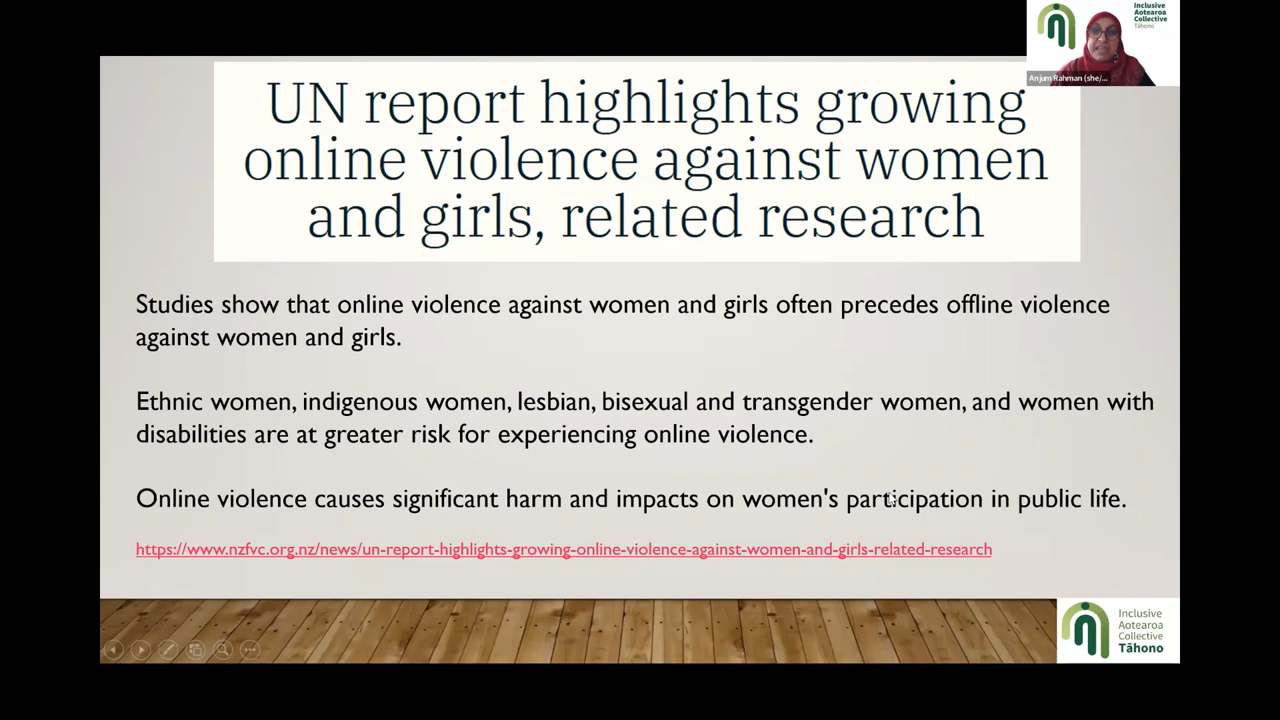 Inclusive
Aotearoa
Collective
Tāhono
Anjum Rahman (she/...
UN report highlights growing
online violence against women
and girls, related research
Studies show that online violence against women and girls often precedes offline violence
against women and girls.
Ethnic women, indigenous women, lesbian, bisexual and transgender women, and women with
disabilities are at greater risk for experiencing online violence.
Online violence causes significant harm and impacts on women's participation in public life.
https://www.nzfvc.org.nz/news/un-report-highlights-growing-online-violence-against-women-and-girls-related-research
Inclusive
Aotearoa
Collective
Tāhono